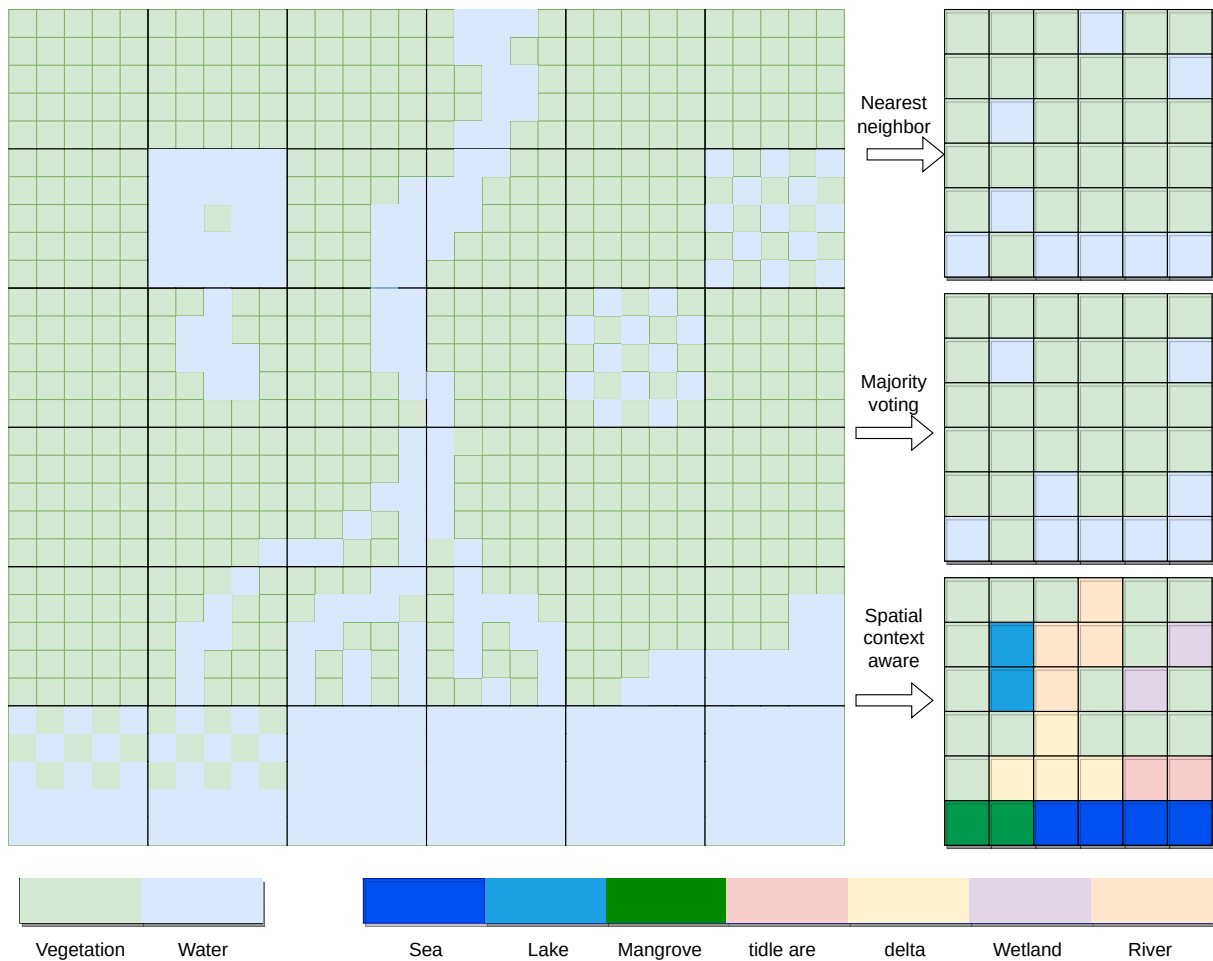 Nearest
neighbor
Majority
voting
Spatial
context
aware
Vegetation Water Sea Lake Mangrove tidle are delta Wetland River